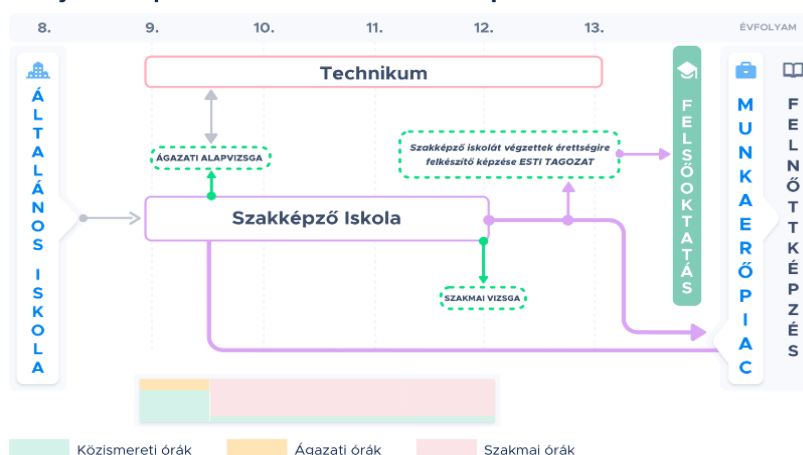 8. 9. 10. 11. 12. 13. ÉVFOLYAM
ÁLTALÁNOS ISKOLA
Technikum
ÁGAZATI ALAPVIZSGA
Szakképző iskolát végzettek érettségire
felkészítő képzése ESTI TAGOZAT
Szakképző Iskola
SZAKMAI VIZSGA
FELSŐOKTATÁS
MUNKAERŐPIAC
FELNŐTTKÉPZÉS
Közismereti órák
Ágazati órák
Szakmai órák